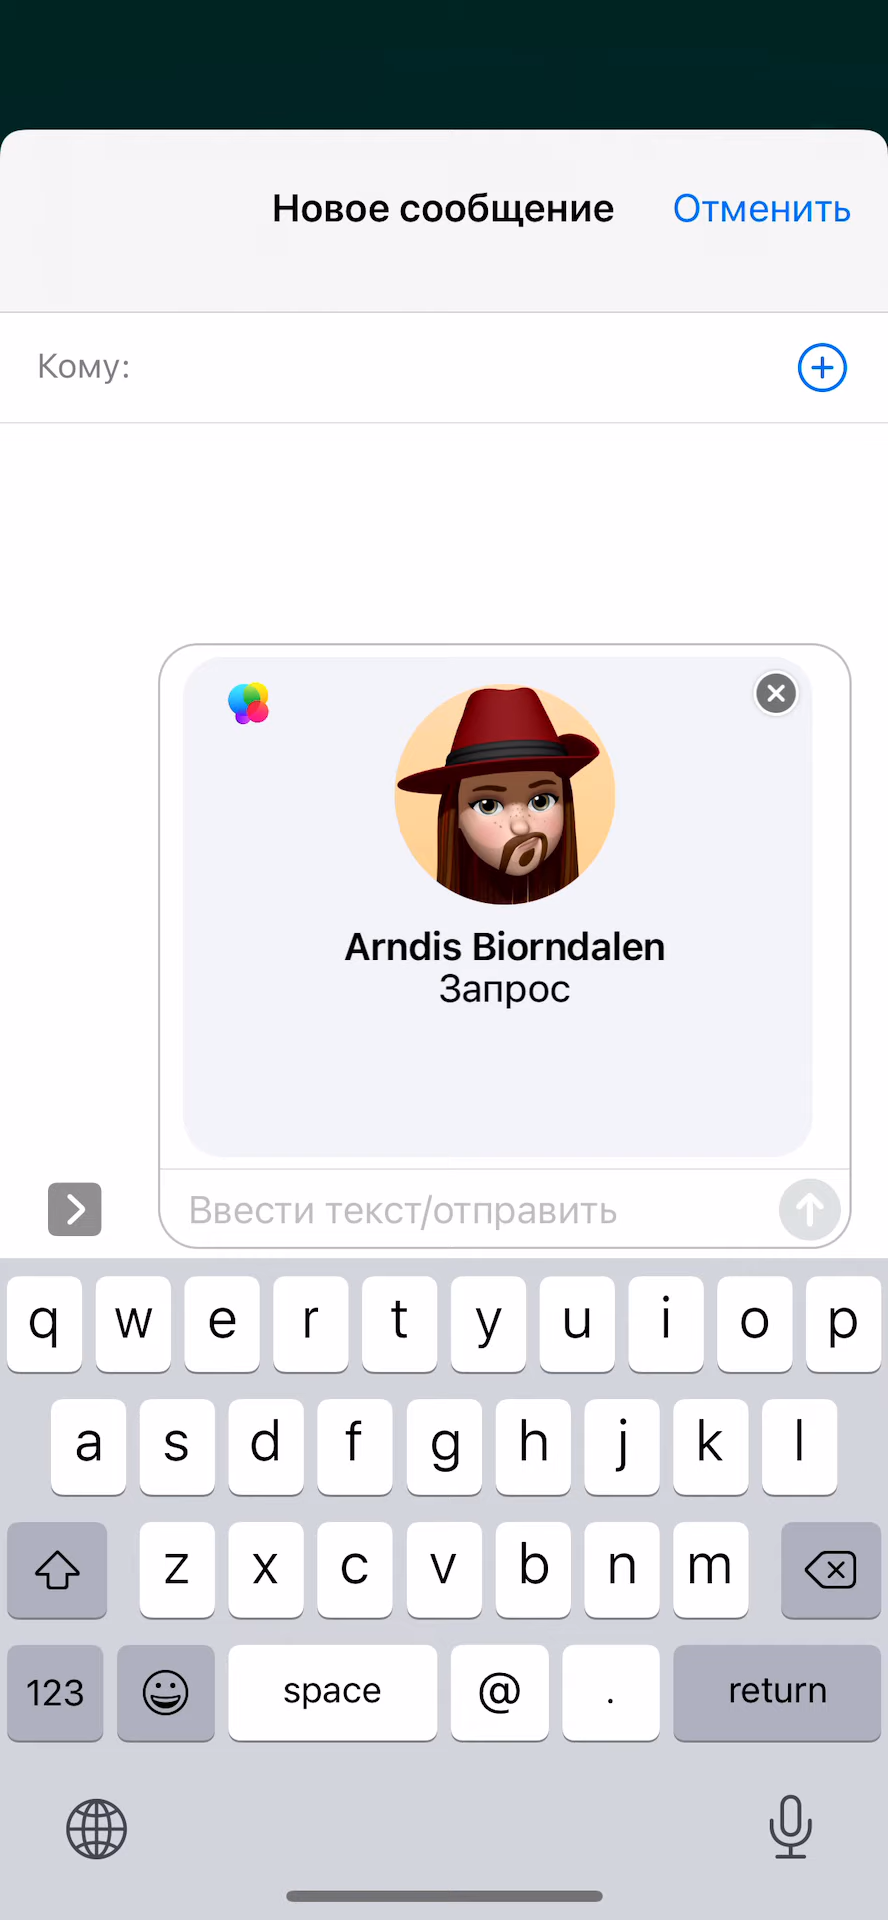 Новое сообщение
Отменить
Кому:
Arndis Biorndalen
Запрос
Ввести текст/отправить
q w e r t y u i o p
a s d f g h j k l
z x c v b n m
123 space @ . return